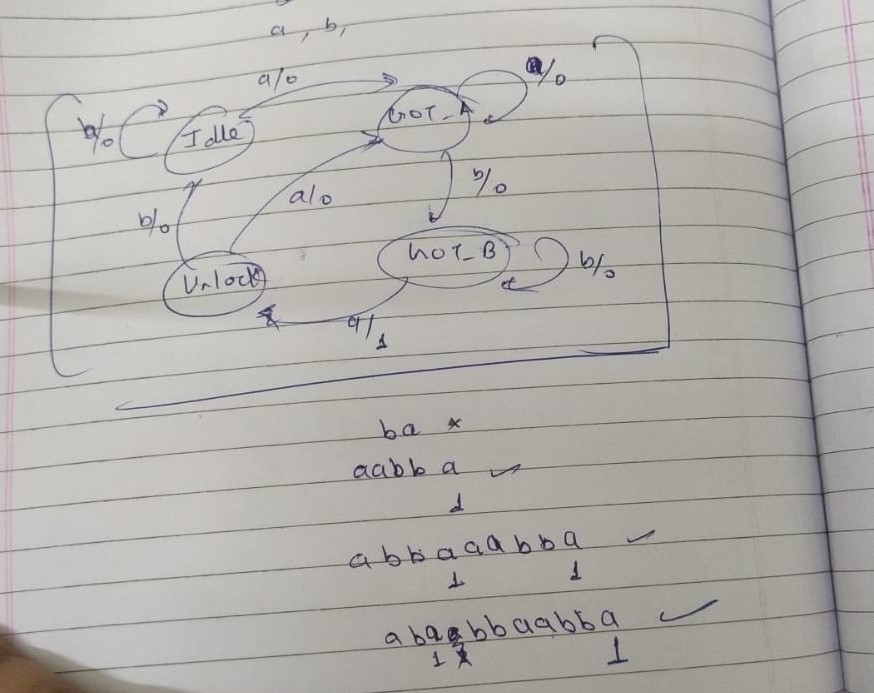 a, b,
a/0
b/0 Idle GOT_A a/0
b/0 a/0 b/0
Unlock GOT_B b/0
a/1
ba ×
aabba ✓
1
abbaaabba ✓
1 1
aba bbaabba ✓
1 1